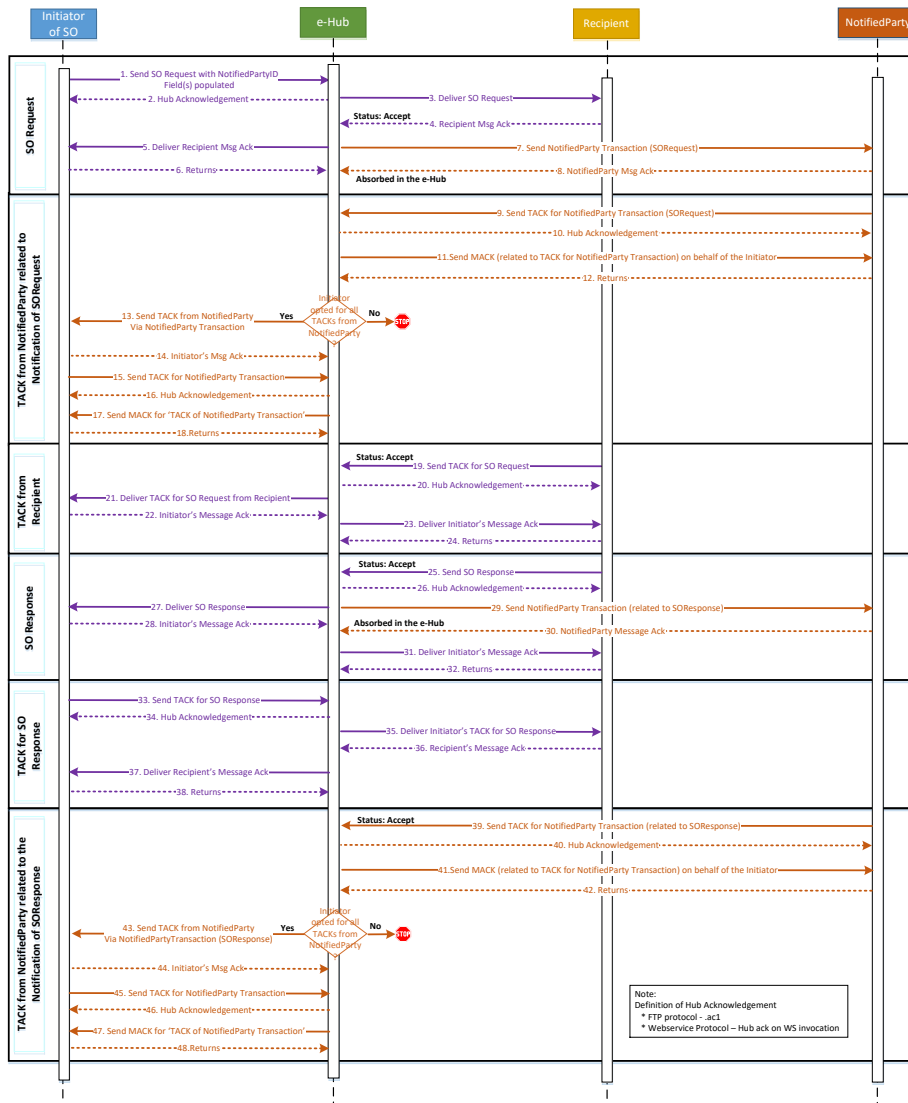 Initiator
of SO
e-Hub
Recipient
NotifiedParty
SO Request
1. Send SO Request with NotifiedPartyID
Field(s) populated
2. Hub Acknowledgement
3. Deliver SO Request
Status: Accept
4. Recipient Msg Ack
5. Deliver Recipient Msg Ack
7. Send NotifiedParty Transaction (SORequest)
6. Returns
8. NotifiedParty Msg Ack
Absorbed in the e-Hub
TACK from NotifiedParty related to
Notification of SORequest
9. Send TACK for NotifiedParty Transaction (SORequest)
10. Hub Acknowledgement
11.Send MACK (related to TACK for NotifiedParty Transaction) on behalf of the Initiator
12. Returns
Initiator
opted for all
TACKs from
NotifiedParty
?
Yes
No
STOP
13. Send TACK from NotifiedParty
Via NotifiedParty Transaction
14. Initiator's Msg Ack
15. Send TACK for NotifiedParty Transaction
16. Hub Acknowledgement
17. Send MACK for 'TACK of NotifiedParty Transaction'
18.Returns
TACK from
Recipient
Status: Accept
19. Send TACK for SO Request
20. Hub Acknowledgement
21. Deliver TACK for SO Request from Recipient
22. Initiator's Message Ack
23. Deliver Initiator's Message Ack
24. Returns
SO Response
Status: Accept
25. Send SO Response
26. Hub Acknowledgement
27. Deliver SO Response
29. Send NotifiedParty Transaction (related to SOResponse)
28. Initiator's Message Ack
Absorbed in the e-Hub
30. NotifiedParty Message Ack
31. Deliver Initiator's Message Ack
32. Returns
TACK for SO
Response
33. Send TACK for SO Response
34. Hub Acknowledgement
35. Deliver Initiator's TACK for SO Response
36. Recipient's Message Ack
37. Deliver Recipient's Message Ack
38. Returns
TACK from NotifiedParty related to the
Notification of SOResponse
Status: Accept
39. Send TACK for NotifiedParty Transaction (related to SOResponse)
40. Hub Acknowledgement
41.Send MACK (related to TACK for NotifiedParty Transaction) on behalf of the Initiator
42. Returns
Initiator
opted for all
TACKs from
NotifiedParty
?
Yes
No
STOP
43. Send TACK from NotifiedParty
Via NotifiedPartyTransaction (SOResponse)
44. Initiator's Msg Ack
45. Send TACK for NotifiedParty Transaction
46. Hub Acknowledgement
47. Send MACK for 'TACK of NotifiedParty Transaction'
48.Returns
Note:
Definition of Hub Acknowledgement
* FTP protocol - .ac1
* Webservice Protocol – Hub ack on WS invocation